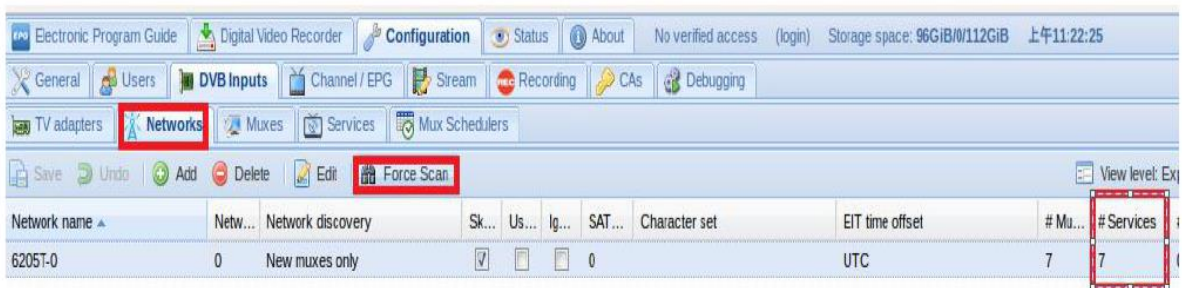 EPG Electronic Program Guide Digital Video Recorder Configuration Status About No verified access (login) Storage space: 96GiB/0/112GiB 上午11:22:25
General Users DVB Inputs Channel / EPG Stream REC Recording CAs Debugging
TV adapters Networks Muxes Services Mux Schedulers
Save Undo Add Delete Edit Force Scan View level: Exp
Network name Netw... Network discovery Sk... Us... Ig... SAT... Character set EIT time offset # Mu... # Services
6205T-0 0 New muxes only 0 UTC 7 7